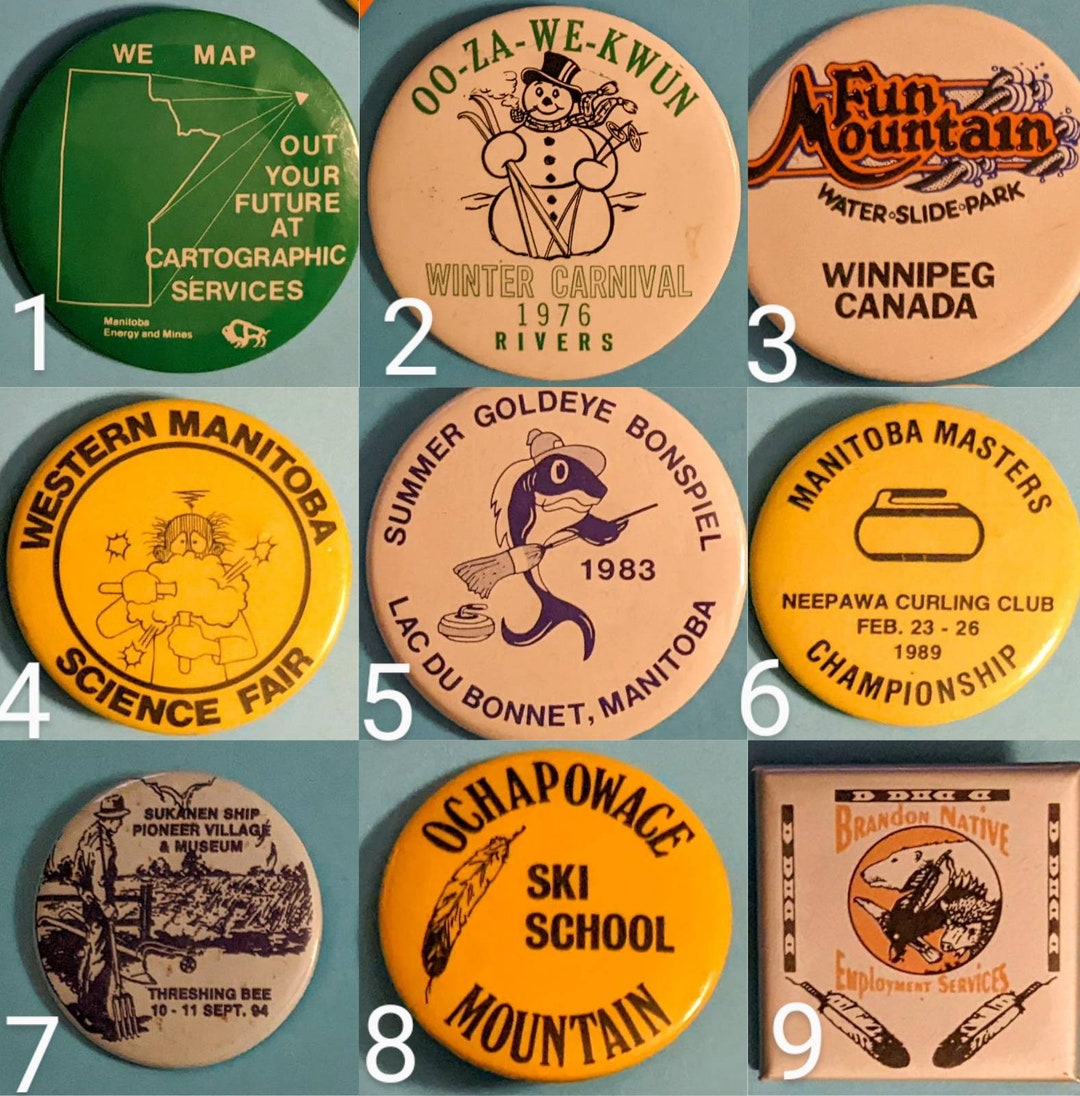 WE MAP
OUT
YOUR
FUTURE
AT
CARTOGRAPHIC
SERVICES
Manitoba
Energy and Mines
1
OO-ZA-WE-KWUN
WINTER CARNIVAL
1976
RIVERS
2
Fun
Mountain
WATER•SLIDE•PARK
WINNIPEG
CANADA
3
WESTERN MANITOBA
SCIENCE FAIR
4
SUMMER GOLDEYE BONSPIEL
1983
LAC DU BONNET, MANITOBA
5
MANITOBA MASTERS
NEEPAWA CURLING CLUB
FEB. 23 - 26
1989
CHAMPIONSHIP
6
SUKANEN SHIP
PIONEER VILLAGE
& MUSEUM
THRESHING BEE
10 - 11 SEPT. 94
7
OCHAPOWACE
SKI
SCHOOL
MOUNTAIN
8
BRANDON NATIVE
EMPLOYMENT SERVICES
9